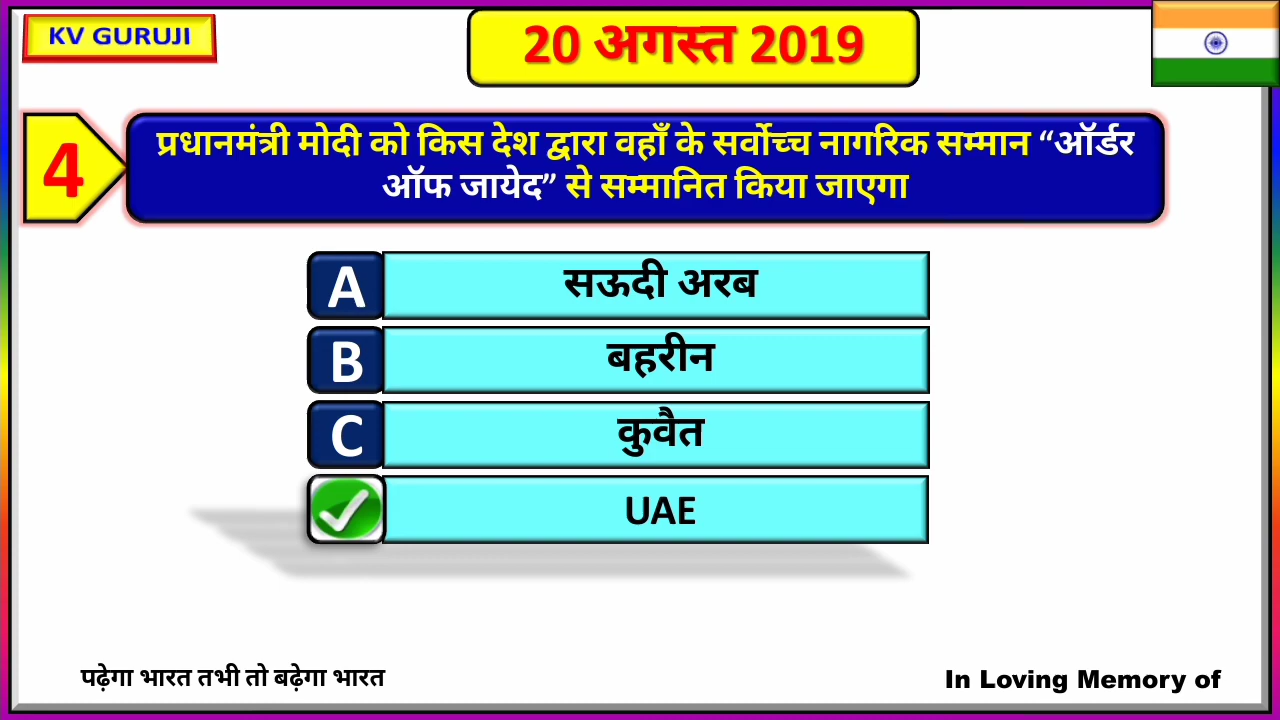 KV GURUJI
20 अगस्त 2019
4
प्रधानमंत्री मोदी को किस देश द्वारा वहाँ के सर्वोच्च नागरिक सम्मान “ऑर्डर
ऑफ जायेद” से सम्मानित किया जाएगा
A सऊदी अरब
B बहरीन
C कुवैत
UAE
पढ़ेगा भारत तभी तो बढ़ेगा भारत
In Loving Memory of